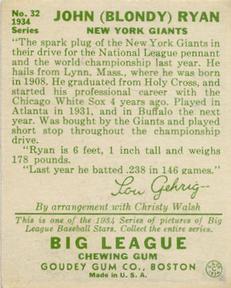 No. 32
1934
Series
JOHN (BLONDY) RYAN
NEW YORK GIANTS
"The spark plug of the New York Giants in
their drive for the National League pennant
and the world championship last year. He
hails from Lynn, Mass., where he was born
in 1908. He graduated from Holy Cross, and
started his professional career with the
Chicago White Sox 4 years ago. Played in
Atlanta in 1931, and in Buffalo the next
year. Was bought by the Giants and played
short stop throughout the championship
drive.
"Ryan is 6 feet, 1 inch tall and weighs
178 pounds.
"Last year he batted .238 in 146 games."
Lou Gehrig
By arrangement with Christy Walsh
This is one of the 1934 Series of pictures of Big
League Baseball Stars. Collect the entire series.
BIG LEAGUE
CHEWING GUM
GOUDEY GUM CO., BOSTON
Made in U. S. A.